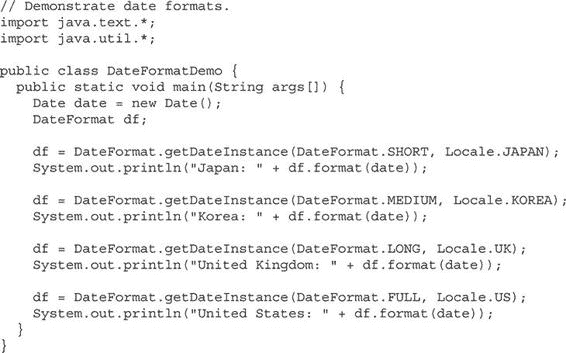 // Demonstrate date formats.
import java.text.*;
import java.util.*;

public class DateFormatDemo {
  public static void main(String args[]) {
    Date date = new Date();
    DateFormat df;

    df = DateFormat.getDateInstance(DateFormat.SHORT, Locale.JAPAN);
    System.out.println("Japan: " + df.format(date));

    df = DateFormat.getDateInstance(DateFormat.MEDIUM, Locale.KOREA);
    System.out.println("Korea: " + df.format(date));

    df = DateFormat.getDateInstance(DateFormat.LONG, Locale.UK);
    System.out.println("United Kingdom: " + df.format(date));

    df = DateFormat.getDateInstance(DateFormat.FULL, Locale.US);
    System.out.println("United States: " + df.format(date));
  }
}